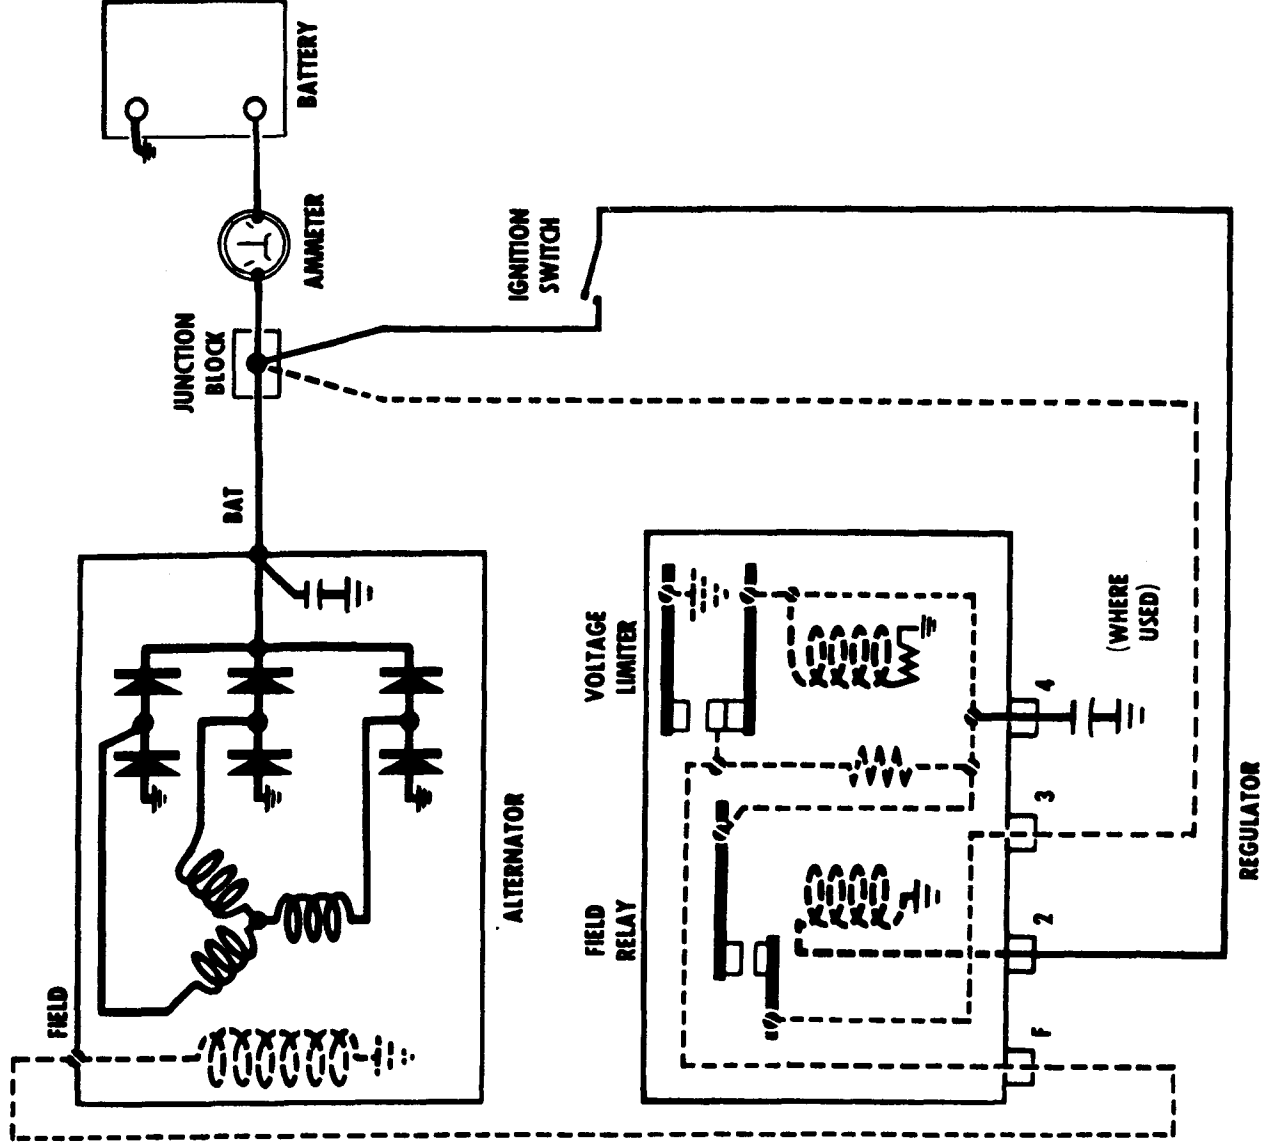 BATTERY
AMMETER
JUNCTION
BLOCK
IGNITION
SWITCH
BAT
ALTERNATOR
FIELD
VOLTAGE
LIMITER
FIELD
RELAY
(WHERE
USED)
4
3
2
F
REGULATOR